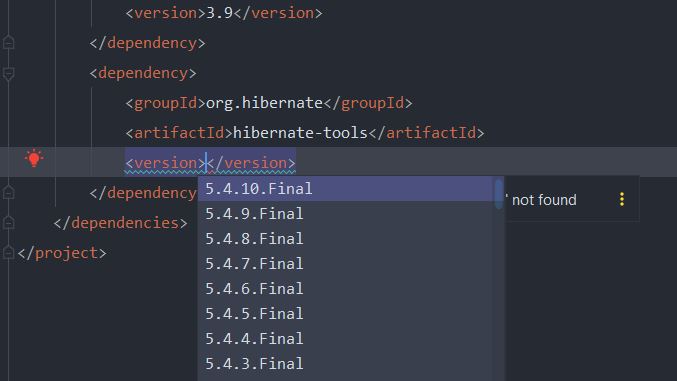 <version>3.9</version>
</dependency>
<dependency>
<groupId>org.hibernate</groupId>
<artifactId>hibernate-tools</artifactId>
<version></version>
5.4.10.Final
</dependency
' not found
5.4.9.Final
</dependencies>
5.4.8.Final
</project>
5.4.7.Final
5.4.6.Final
5.4.5.Final
5.4.4.Final
5.4.3.Final